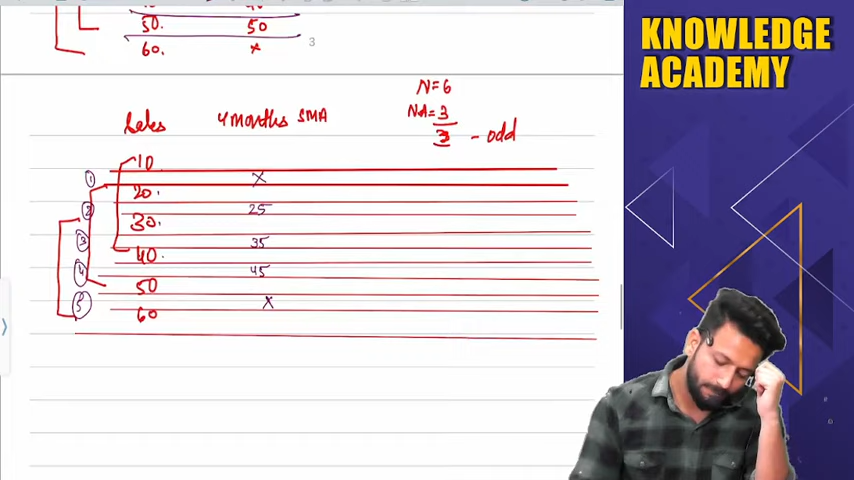 KNOWLEDGE
ACADEMY
50. 50
60. x
3
N=6
NA=3
3 - odd
Sales 4 months SMA
10
① X
20.
② 25
30.
③ 35
40.
④ 45
50
⑤ X
60